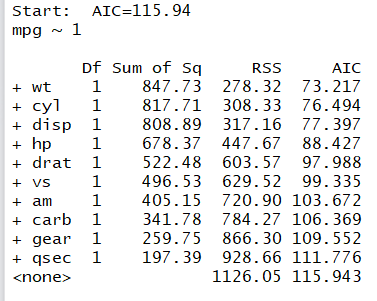 Start:  AIC=115.94
mpg ~ 1

       Df Sum of Sq     RSS     AIC
+ wt    1    847.73  278.32  73.217
+ cyl   1    817.71  308.33  76.494
+ disp  1    808.89  317.16  77.397
+ hp    1    678.37  447.67  88.427
+ drat  1    522.48  603.57  97.988
+ vs    1    496.53  629.52  99.335
+ am    1    405.15  720.90 103.672
+ carb  1    341.78  784.27 106.369
+ gear  1    259.75  866.30 109.552
+ qsec  1    197.39  928.66 111.776
<none>              1126.05 115.943